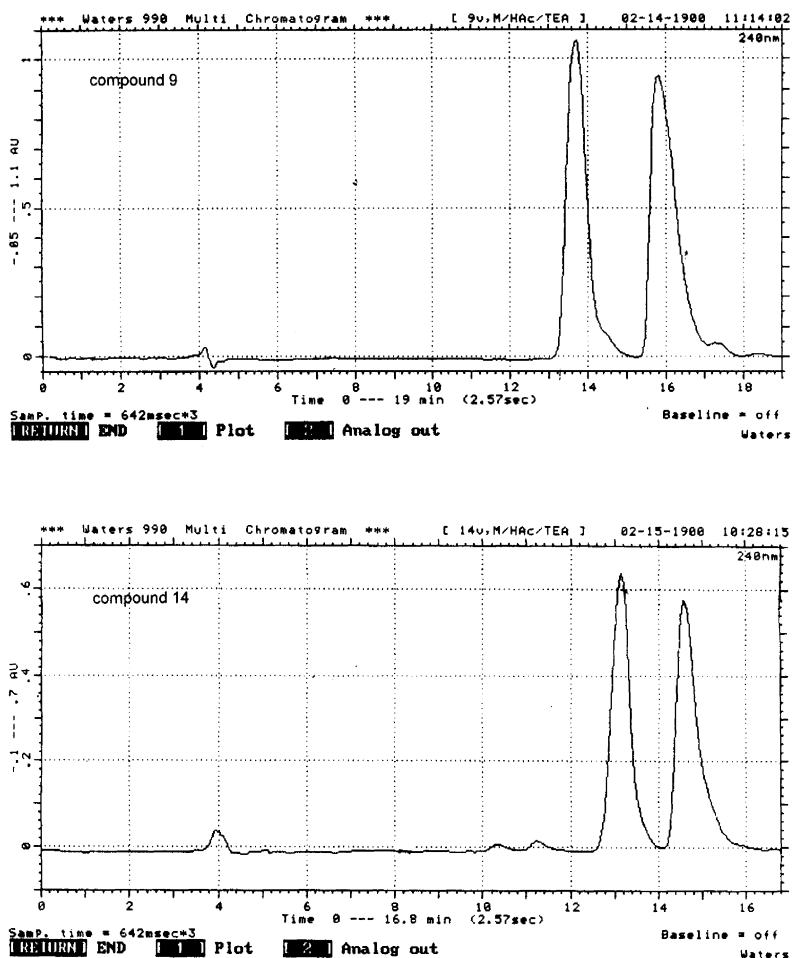 *** Waters 990 Multi Chromatogram *** [ 9v,M/HAc/TEA ] 02-14-1900 11:14:02
240nm
compound 9
1
.5
0
-.05 --- 1.1 AU
0 2 4 6 8 10 12 14 16 18
Time 0 --- 19 min (2.57sec)
Samp. time = 642msec*3
Baseline = off
[RETURN] END [ 1 ] Plot [ 2 ] Analog out
Waters
*** Waters 990 Multi Chromatogram *** [ 14v,M/HAc/TEA ] 02-15-1900 10:28:15
240nm
compound 14
.6
.4
.2
0
-.1 --- .7 AU
0 2 4 6 8 10 12 14 16
Time 0 --- 16.8 min (2.57sec)
Samp. time = 642msec*3
Baseline = off
[RETURN] END [ 1 ] Plot [ 2 ] Analog out
Waters